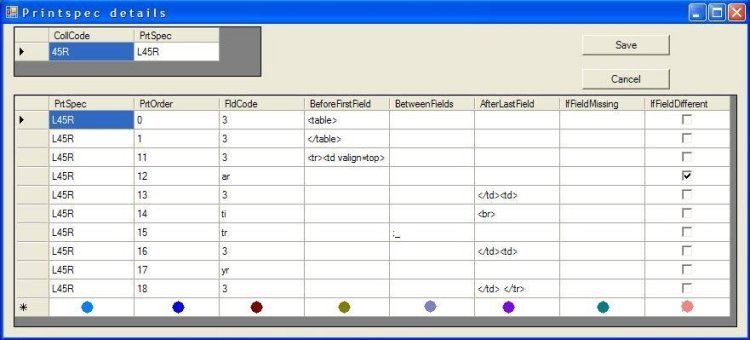 Printspec details
CollCode PrtSpec
45R L45R
Save
Cancel
PrtSpec PrtOrder FldCode BeforeFirstField BetweenFields AfterLastField IfFieldMissing IfFieldDifferent
L45R 0 3 <table>
L45R 1 3 </table>
L45R 11 3 <tr><td valign=top>
L45R 12 ar
L45R 13 3 </td><td>
L45R 14 ti <br>
L45R 15 tr ;_
L45R 16 3 </td><td>
L45R 17 yr
L45R 18 3 </td> </tr>